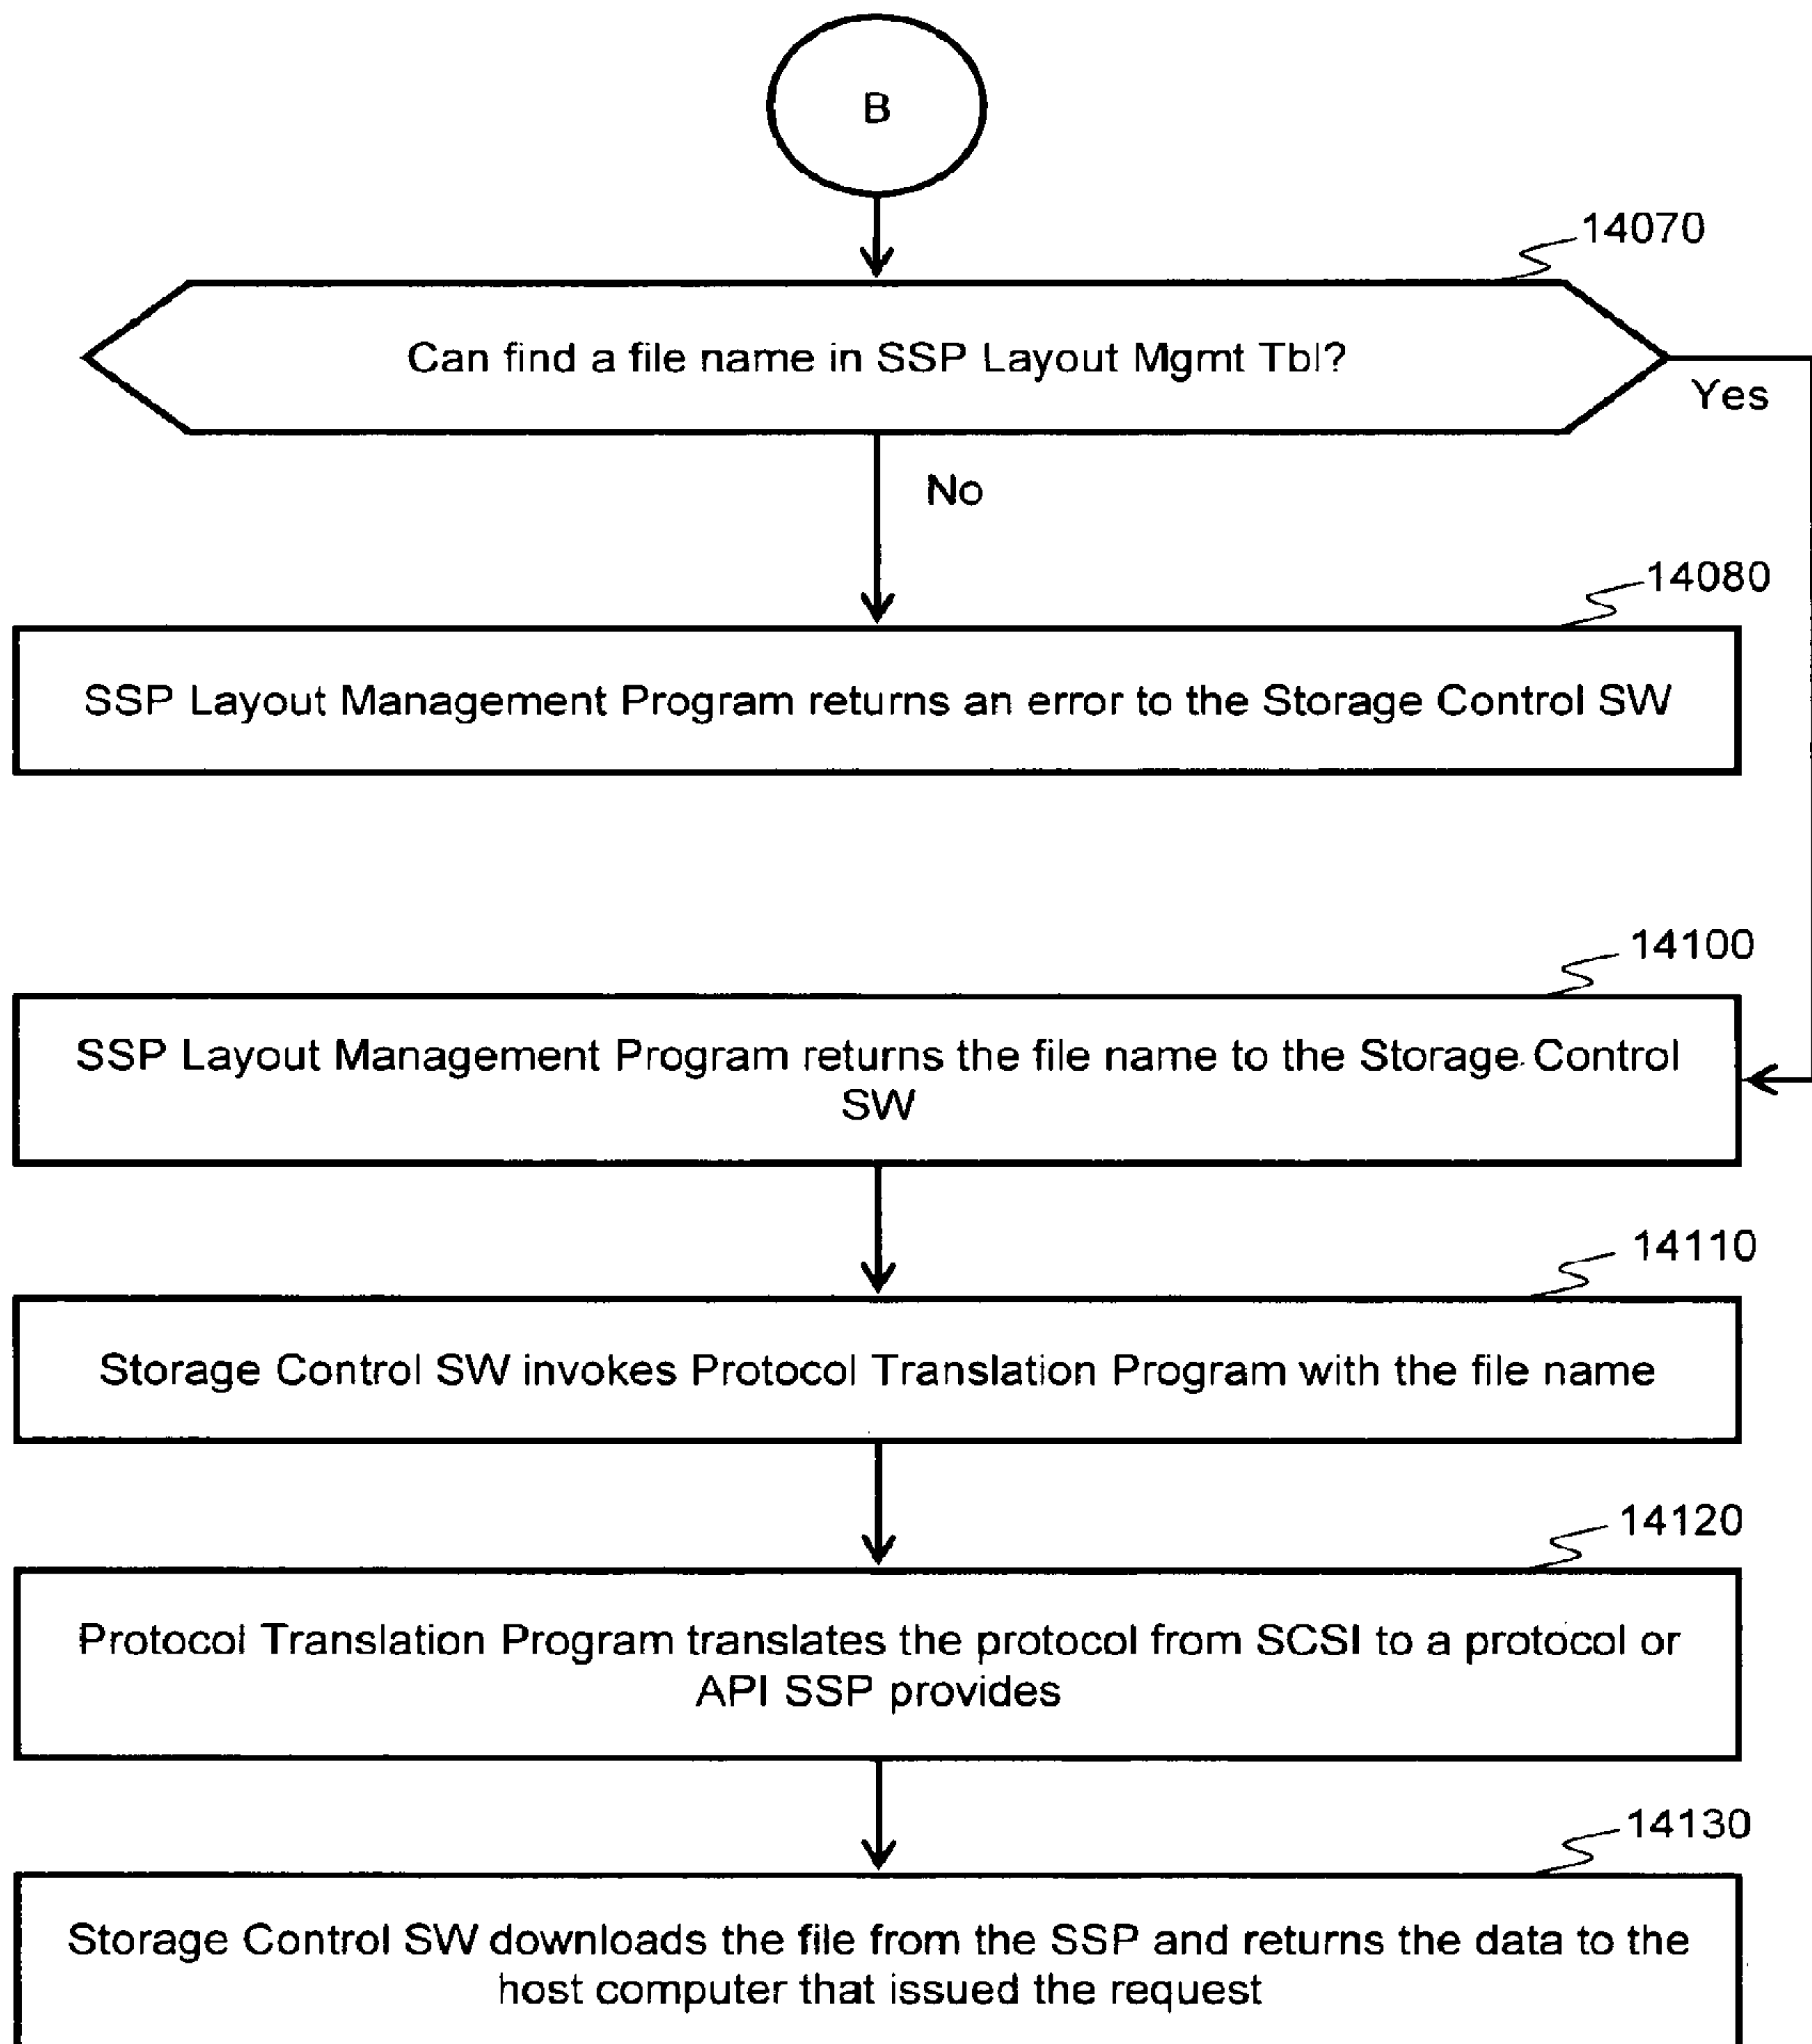 B
14070
Can find a file name in SSP Layout Mgmt Tbl?
Yes
No
14080
SSP Layout Management Program returns an error to the Storage Control SW
14100
SSP Layout Management Program returns the file name to the Storage Control
SW
14110
Storage Control SW invokes Protocol Translation Program with the file name
14120
Protocol Translation Program translates the protocol from SCSI to a protocol or
API SSP provides
14130
Storage Control SW downloads the file from the SSP and returns the data to the
host computer that issued the request